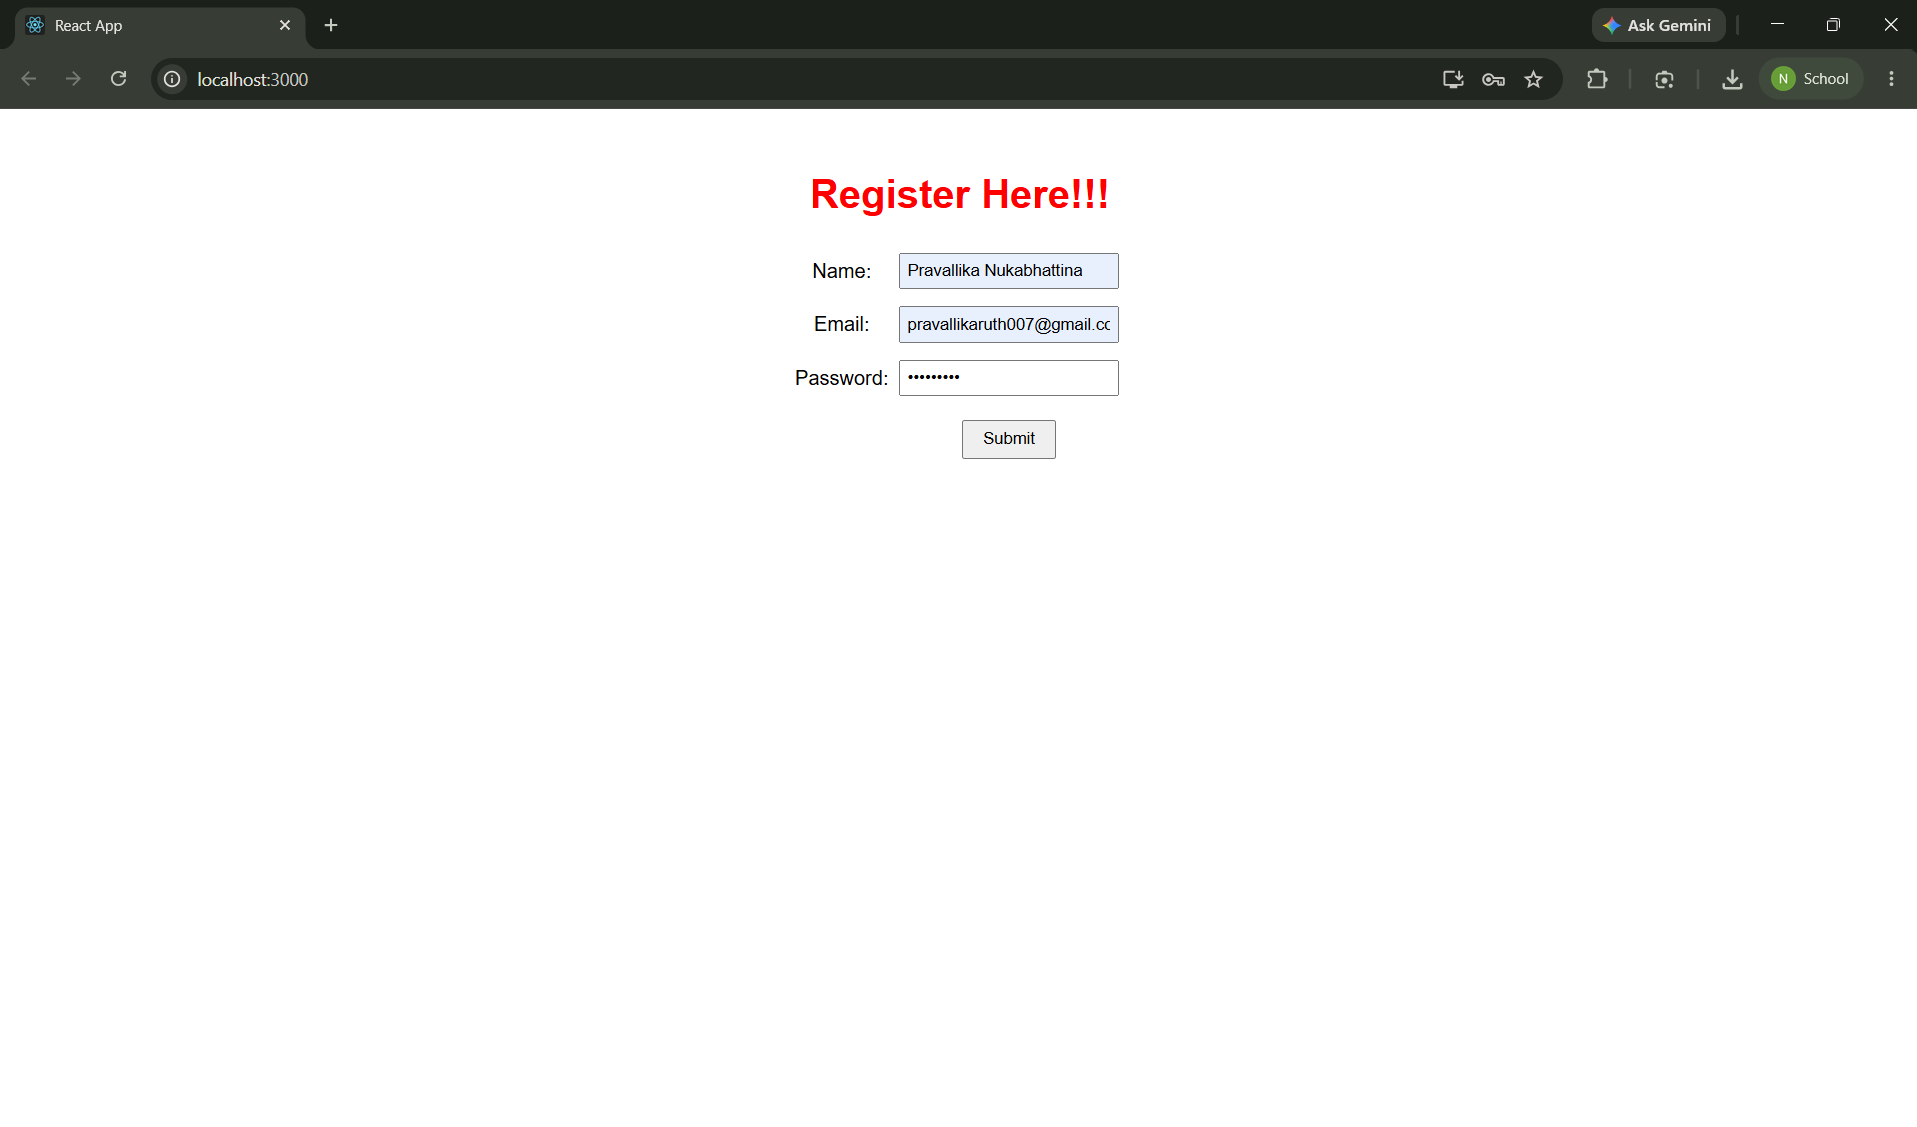 React App
Ask Gemini
localhost:3000
N School
Register Here!!!
Name: Pravallika Nukabhattina
Email: pravallikaruth007@gmail.cc
Password: •••••••••
Submit